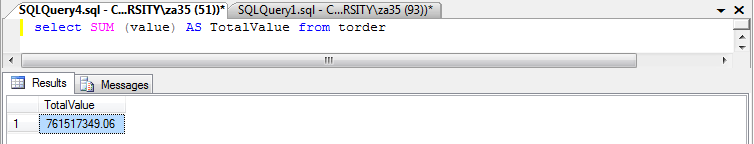 SQLQuery4.sql - C...RSITY\za35 (51))* SQLQuery1.sql - C...RSITY\za35 (93))*
select SUM (value) AS TotalValue from torder
Results Messages
TotalValue
1 761517349.06